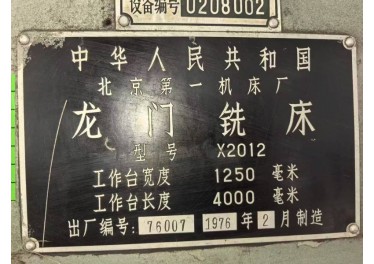 设备编号 0208002
中华人民共和国
北京第一机床厂
龙门铣床
型号 X2012
工作台宽度 1250 毫米
工作台长度 4000 毫米
出厂编号: 76007 1976 年 2 月制造